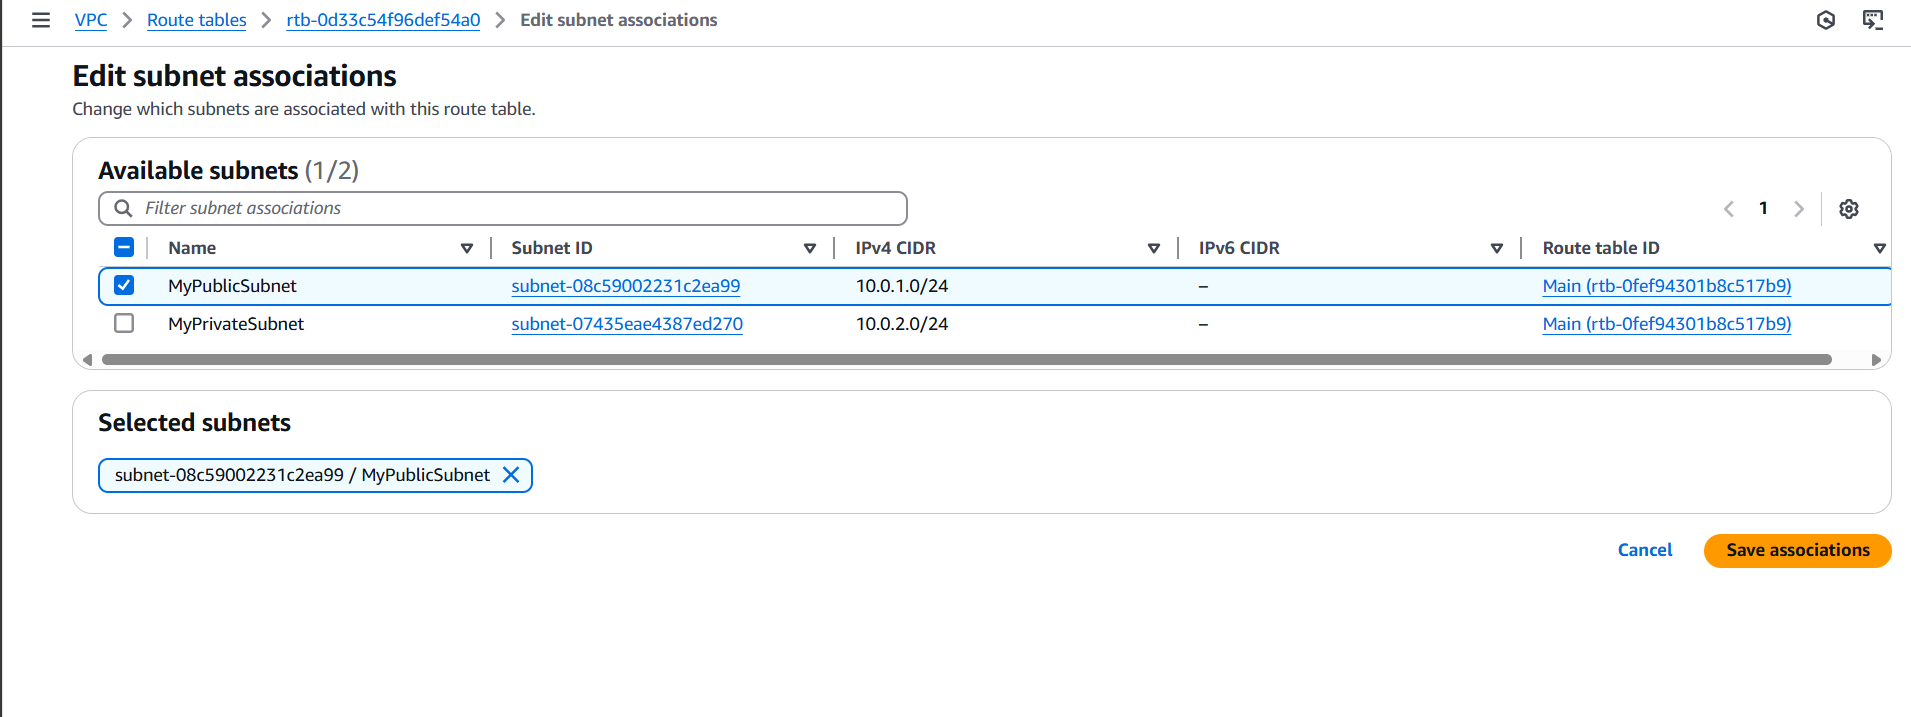 VPC > Route tables > rtb-0d33c54f96def54a0 > Edit subnet associations
Edit subnet associations
Change which subnets are associated with this route table.
Available subnets (1/2)
Filter subnet associations
1
Name Subnet ID IPv4 CIDR IPv6 CIDR Route table ID
MyPublicSubnet subnet-08c59002231c2ea99 10.0.1.0/24 – Main (rtb-0fef94301b8c517b9)
MyPrivateSubnet subnet-07435eae4387ed270 10.0.2.0/24 – Main (rtb-0fef94301b8c517b9)
Selected subnets
subnet-08c59002231c2ea99 / MyPublicSubnet
Cancel Save associations